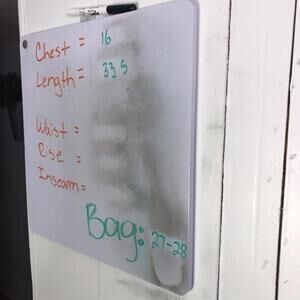 Chest = 16
Length = 33.5
Waist =
Rise =
Inseam =
Bag: 27-28